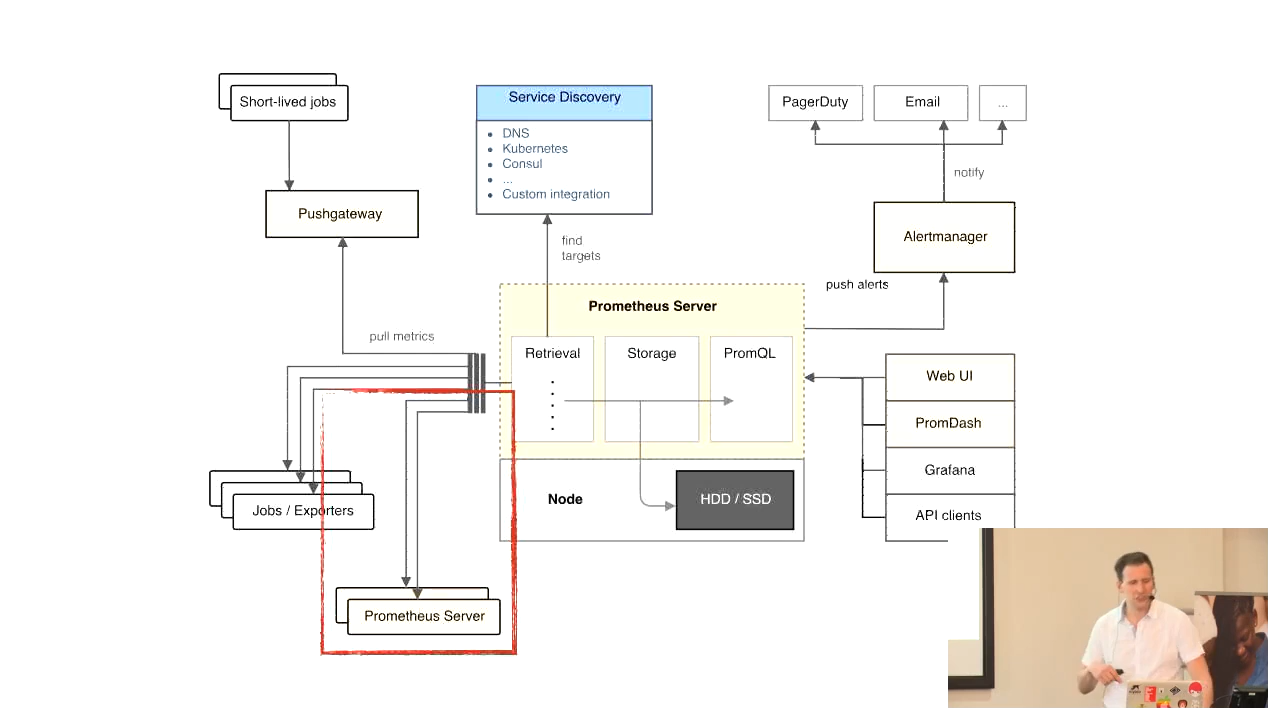 Short-lived jobs
Service Discovery
DNS
Kubernetes
Consul
...
Custom integration
PagerDuty
Email
...
notify
Pushgateway
Alertmanager
find
targets
push alerts
pull metrics
Prometheus Server
Retrieval
Storage
PromQL
Web UI
PromDash
Grafana
API clients
Node
HDD / SSD
Jobs / Exporters
Prometheus Server